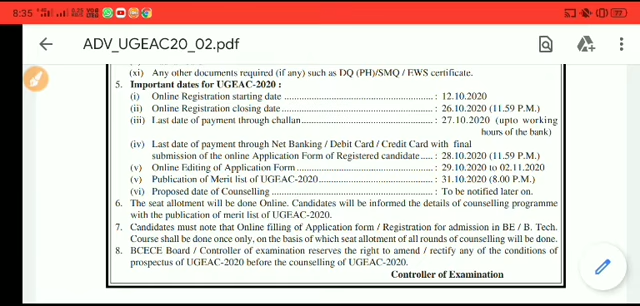 8:35
77
ADV_UGEAC20_02.pdf
(xi) Any other documents required (if any) such as DQ (PH)/SMQ / EWS certificate.
5. Important dates for UGEAC-2020 :
(i) Online Registration starting date : 12.10.2020
(ii) Online Registration closing date : 26.10.2020 (11.59 P.M.)
(iii) Last date of payment through challan : 27.10.2020 (upto working
hours of the bank)
(iv) Last date of payment through Net Banking / Debit Card / Credit Card with final
submission of the online Application Form of Registered candidate : 28.10.2020 (11.59 P.M.)
(v) Online Editing of Application Form : 29.10.2020 to 02.11.2020
(v) Publication of Merit list of UGEAC-2020 : 31.10.2020 (8.00 P.M.)
(vi) Proposed date of Counselling : To be notified later on.
6. The seat allotment will be done Online. Candidates will be informed the details of counselling programme
with the publication of merit list of UGEAC-2020.
7. Candidates must note that Online filling of Application form / Registration for admission in BE / B. Tech.
Course shall be done once only, on the basis of which seat allotment of all rounds of counselling will be done.
8. BCECE Board / Controller of examination reserves the right to amend / rectify any of the conditions of
prospectus of UGEAC-2020 before the counselling of UGEAC-2020.
Controller of Examination